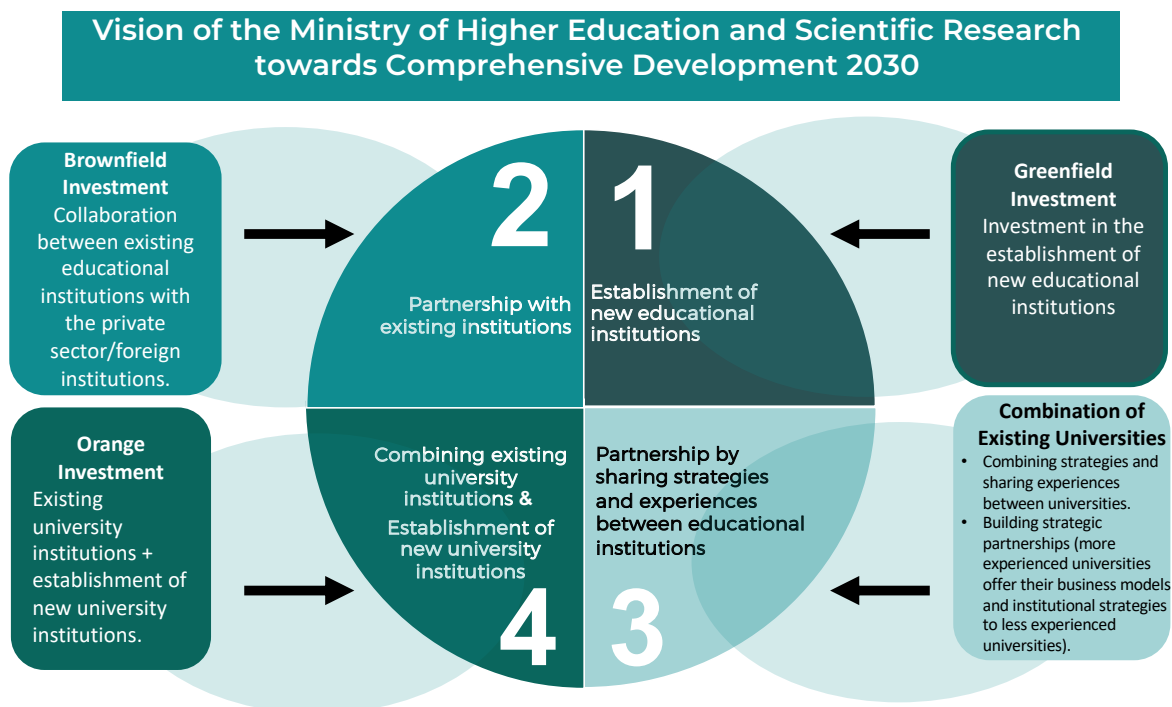 Vision of the Ministry of Higher Education and Scientific Research
towards Comprehensive Development 2030
Brownfield
Investment
Collaboration
between existing
educational
institutions with
the private
sector/foreign
institutions.
2
Partnership with
existing institutions
1
Establishment of
new educational
institutions
Greenfield
Investment
Investment in the
establishment of
new educational
institutions
Orange
Investment
Existing
university
institutions +
establishment of
new university
institutions.
Combining existing
university
institutions &
Establishment of
new university
institutions
4
Partnership by
sharing strategies
and experiences
between educational
institutions
3
Combination of
Existing Universities
• Combining strategies and
sharing experiences
between universities.
• Building strategic
partnerships (more
experienced universities
offer their business models
and institutional strategies
to less experienced
universities).